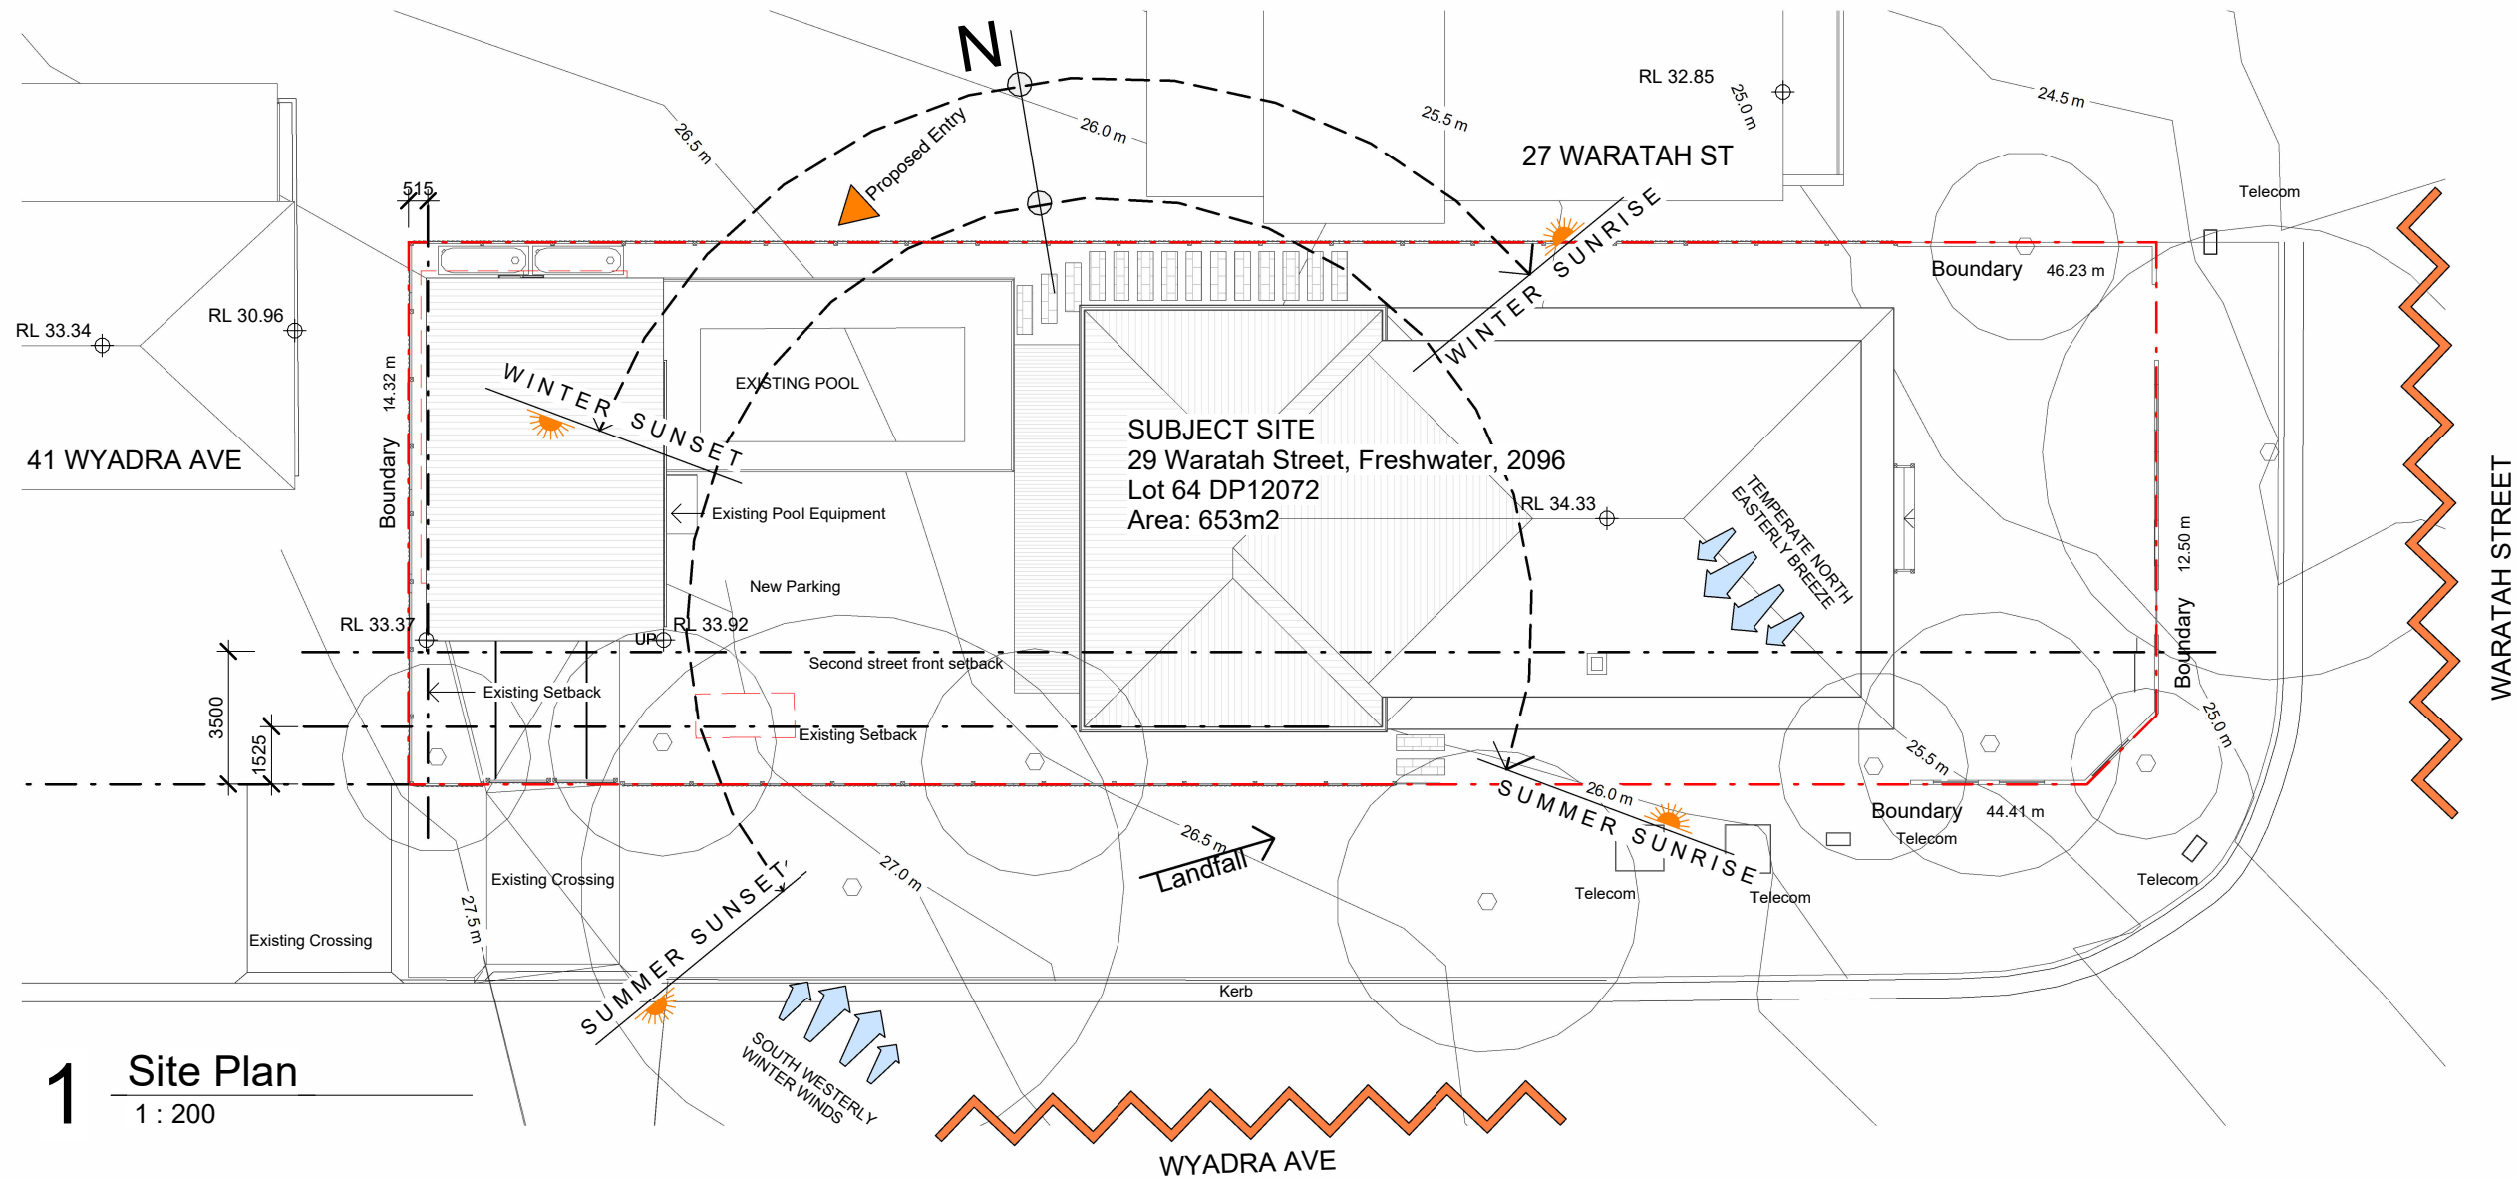 N
RL 32.85
25.0 m
24.5 m
25.5 m
26.0 m
26.5 m
Proposed Entry
27 WARATAH ST
WINTER SUNRISE
Telecom
515
Boundary 46.23 m
RL 33.34
RL 30.96
14.32 m
Boundary
41 WYADRA AVE
WINTER SUNSET
EXISTING POOL
SUBJECT SITE
29 Waratah Street, Freshwater, 2096
Lot 64 DP12072
Area: 653m2
RL 34.33
TEMPERATE NORTH
EASTERLY BREEZE
WARATAH STREET
12.50 m
Boundary
Existing Pool Equipment
New Parking
RL 33.37
UP
RL 33.92
Second street front setback
Existing Setback
3500
1525
Existing Setback
25.0 m
25.5 m
26.0 m
SUMMER SUNRISE
Boundary 44.41 m
Telecom
Telecom
Telecom
Telecom
26.5 m
Landfall
27.0 m
27.5 m
Existing Crossing
Existing Crossing
SUMMER SUNSET
Kerb
SOUTH WESTERLY
WINTER WINDS
1 Site Plan
1 : 200
WYADRA AVE